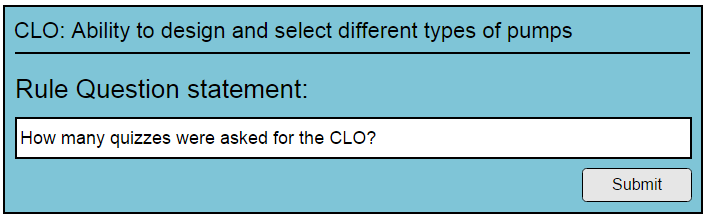 CLO: Ability to design and select different types of pumps
Rule Question statement:
How many quizzes were asked for the CLO?
Submit